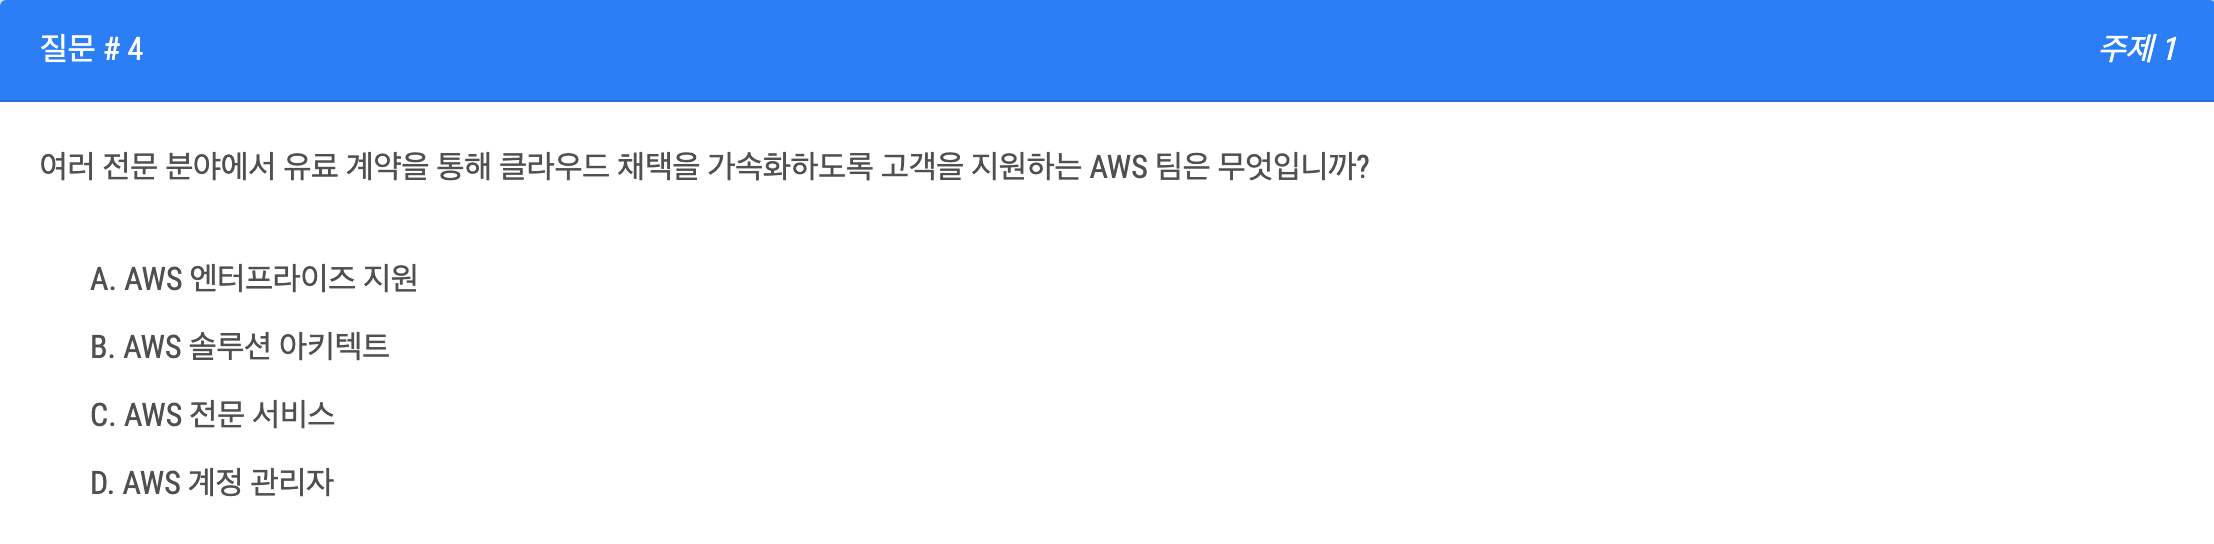 질문 # 4
주제 1
여러 전문 분야에서 유료 계약을 통해 클라우드 채택을 가속화하도록 고객을 지원하는 AWS 팀은 무엇입니까?
A. AWS 엔터프라이즈 지원
B. AWS 솔루션 아키텍트
C. AWS 전문 서비스
D. AWS 계정 관리자